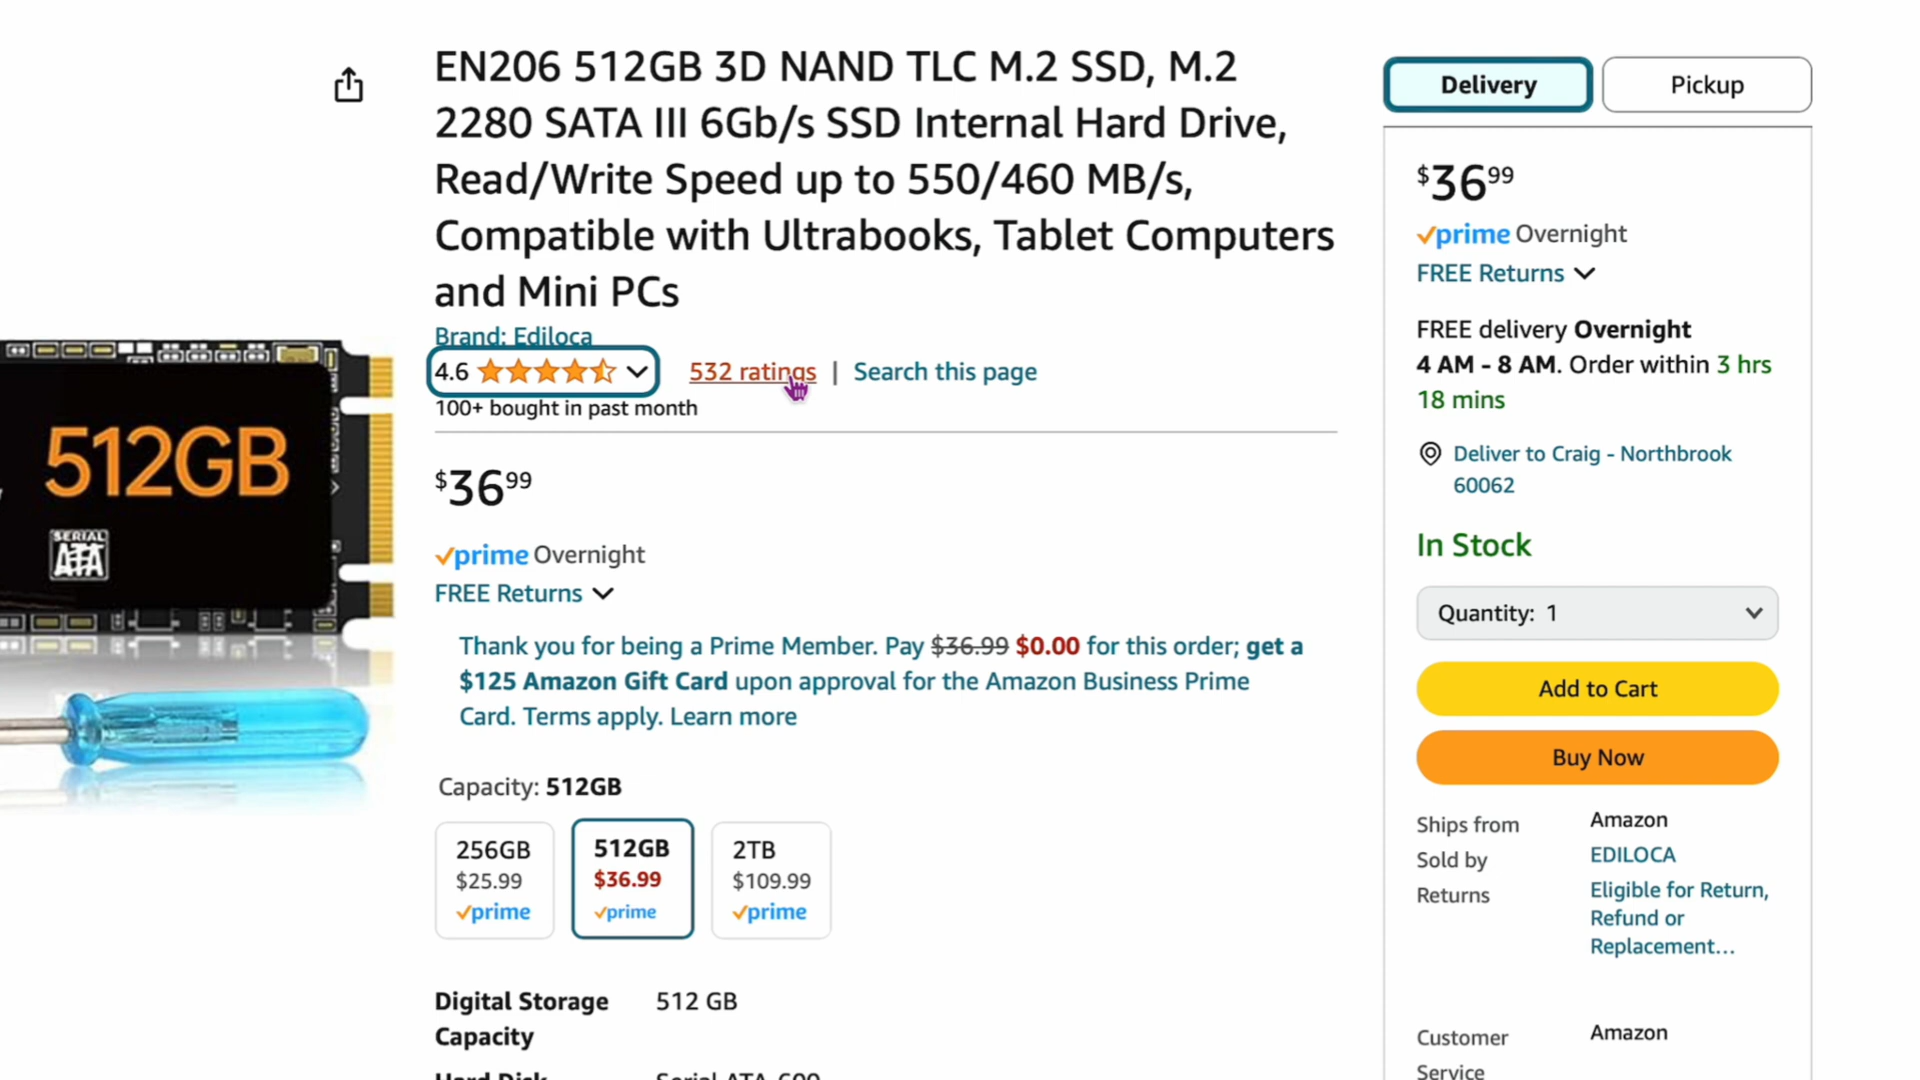 EN206 512GB 3D NAND TLC M.2 SSD, M.2
2280 SATA III 6Gb/s SSD Internal Hard Drive,
Read/Write Speed up to 550/460 MB/s,
Compatible with Ultrabooks, Tablet Computers
and Mini PCs
Brand: Ediloca
4.6
532 ratings | Search this page
100+ bought in past month
$36.99
prime Overnight
FREE Returns
Thank you for being a Prime Member. Pay $36.99 $0.00 for this order; get a
$125 Amazon Gift Card upon approval for the Amazon Business Prime
Card. Terms apply. Learn more
Capacity: 512GB
256GB
$25.99
prime
512GB
$36.99
prime
2TB
$109.99
prime
Digital Storage 512 GB
Capacity
Hard Disk Serial ATA-600
512GB
SERIAL
ATA
Delivery
Pickup
$36.99
prime Overnight
FREE Returns
FREE delivery Overnight
4 AM - 8 AM. Order within 3 hrs
18 mins
Deliver to Craig - Northbrook
60062
In Stock
Quantity: 1
Add to Cart
Buy Now
Ships from Amazon
Sold by EDILOCA
Returns Eligible for Return,
Refund or
Replacement…
Customer Amazon
Service